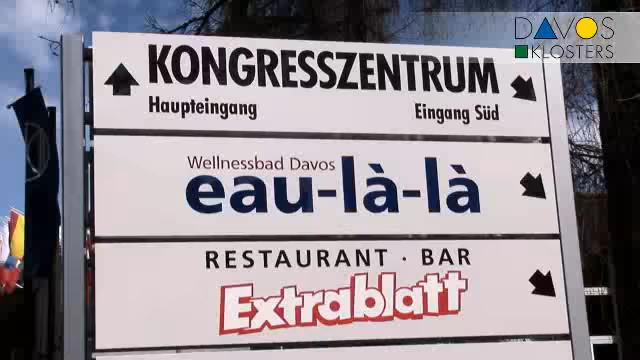 DAVOS
KLOSTERS
KONGRESSZENTRUM
Haupteingang Eingang Süd
Wellnessbad Davos
eau-là-là
RESTAURANT · BAR
Extrablatt